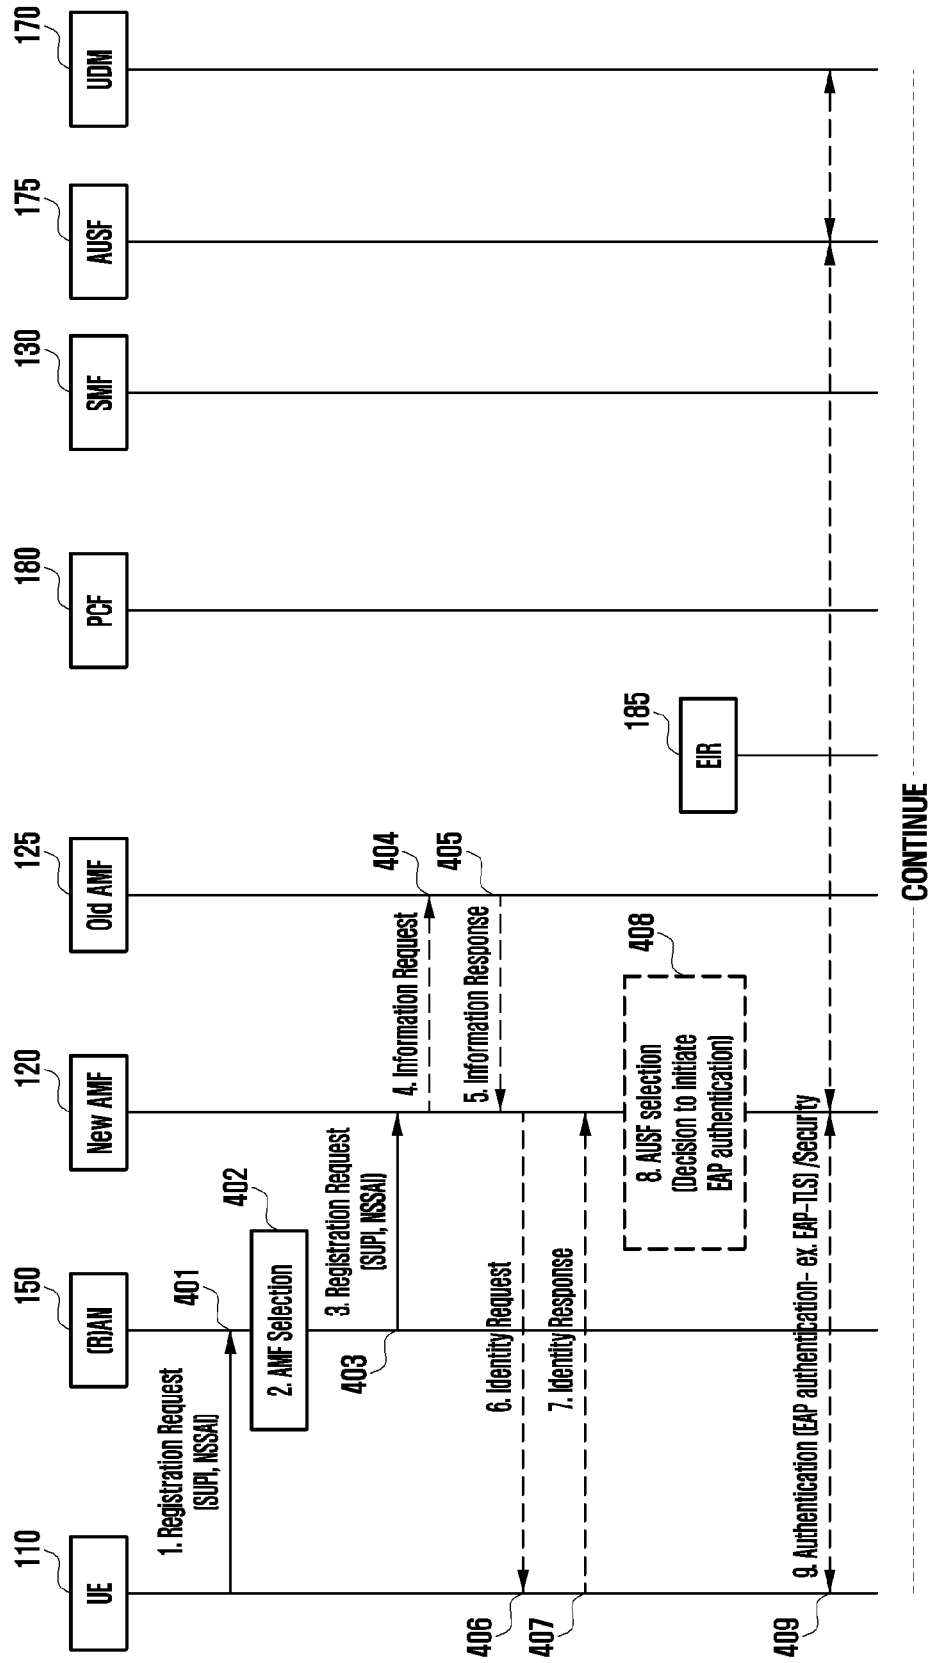 110
150
120
125
180
130
175
170
UE
(R)AN
New AMF
Old AMF
PCF
SMF
AUSF
UDM
1. Registration Request
(SUPI, NSSAI)
401
2. AMF Selection
402
3. Registration Request
(SUPI, NSSAI)
403
4. Information Request
404
5. Information Response
405
6. Identity Request
406
7. Identity Response
407
8. AUSF selection
(Decision to initiate
EAP authentication)
408
185
EIR
9. Authentication (EAP authentication- ex. EAP-TLS) /Security
409
CONTINUE